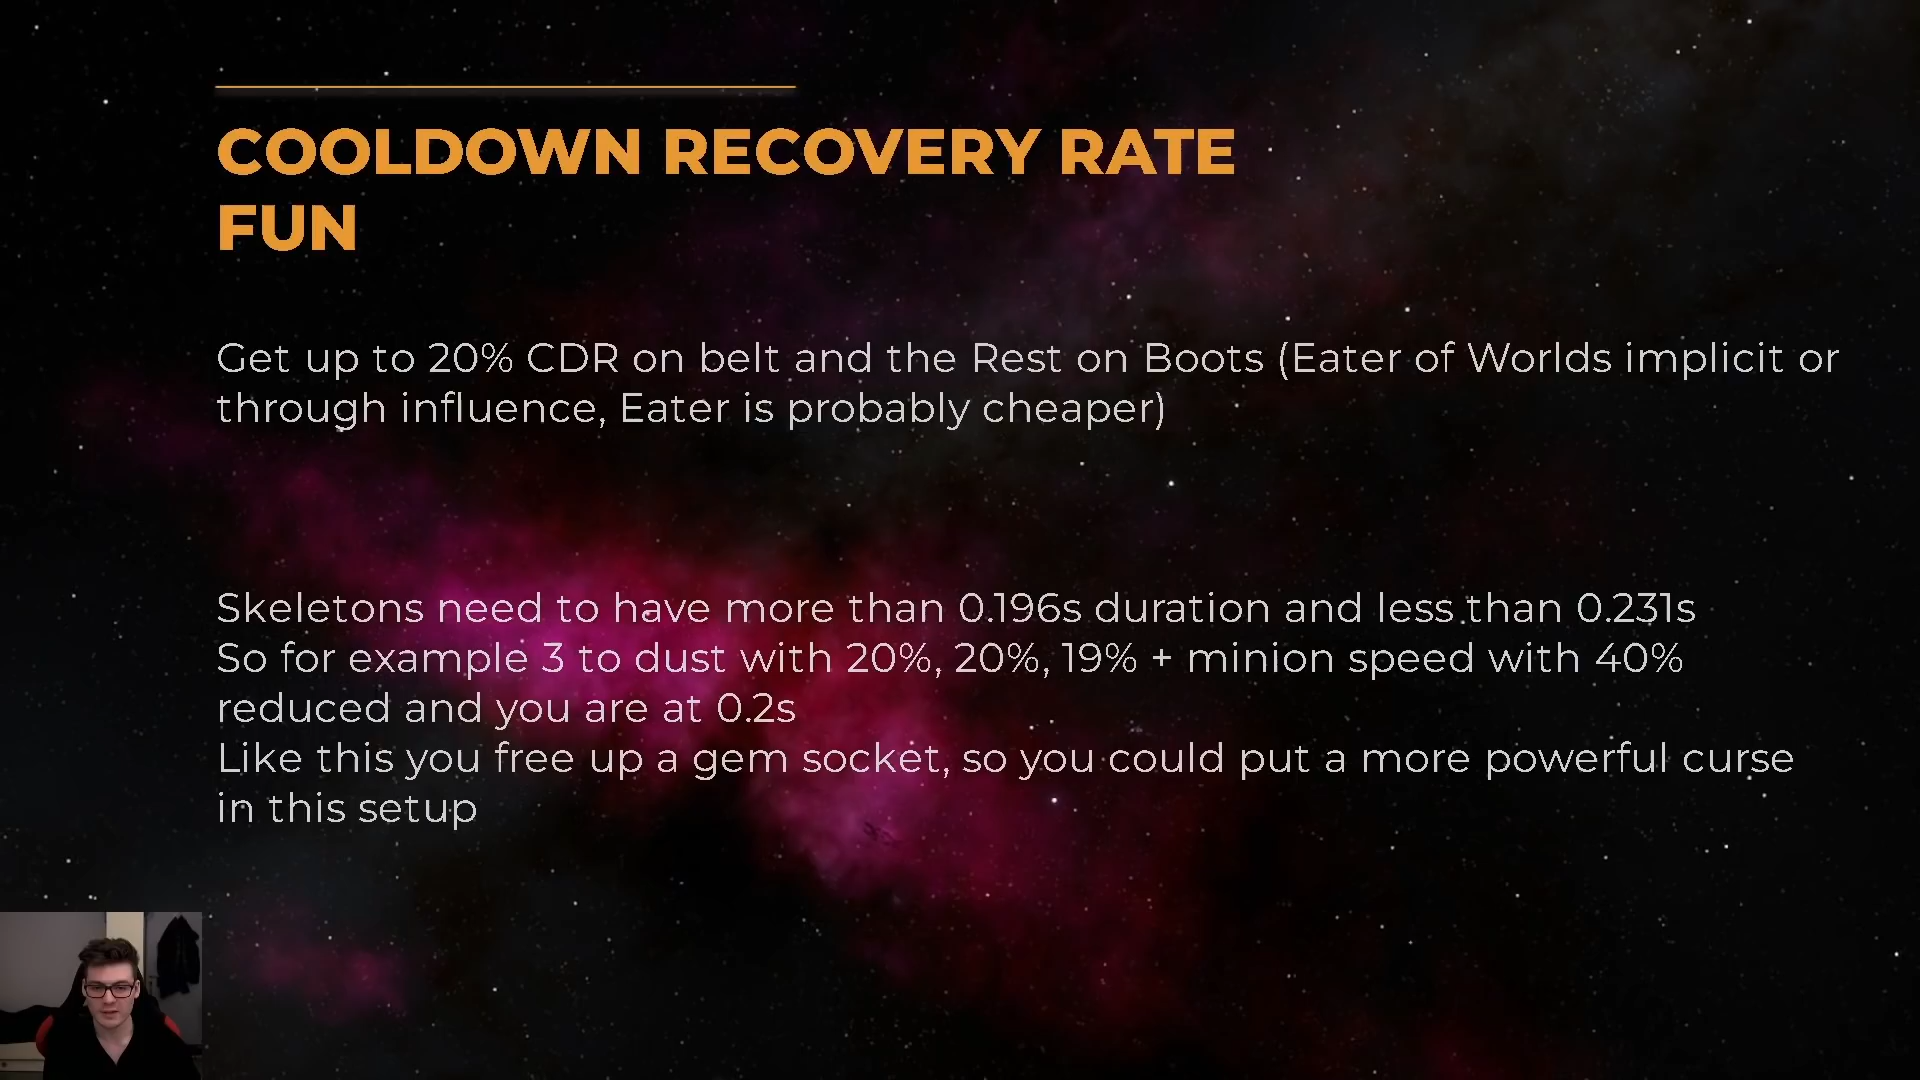 COOLDOWN RECOVERY RATE
FUN
Get up to 20% CDR on belt and the Rest on Boots (Eater of Worlds implicit or
through influence, Eater is probably cheaper)
Skeletons need to have more than 0.196s duration and less than 0.231s
So for example 3 to dust with 20%, 20%, 19% + minion speed with 40%
reduced and you are at 0.2s
Like this you free up a gem socket, so you could put a more powerful curse
in this setup